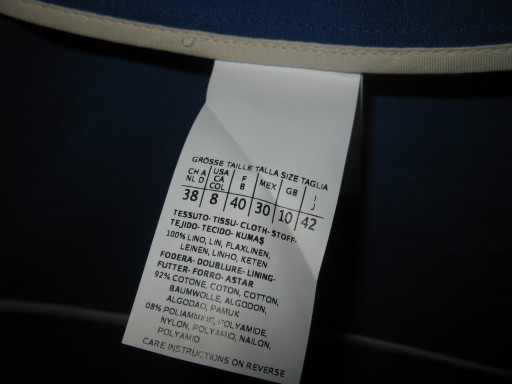 GRÖSSE TAILLE TALLA SIZE TAGLIA
CH A NL D USA CA COL F B MEX GB I J
38 8 40 30 10 42
TESSUTO- TISSU- CLOTH- STOFF-
TEJIDO- TECIDO- KUMAŞ
100% LINO, LIN, FLAXLINEN,
LEINEN, LINHO, KETEN
FODERA- DOUBLURE- LINING-
FUTTER- FORRO- ASTAR
92% COTONE, COTON, COTTON,
BAUMWOLLE, ALGODON,
ALGODAO, PAMUK
08% POLIAMMIDE, POLYAMIDE,
NYLON, POLYAMID, NAILON,
POLYAMID
CARE INSTRUCTIONS ON REVERSE